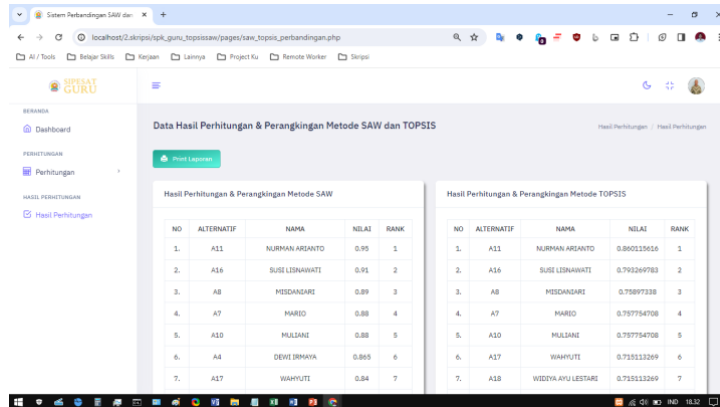 Sistem Perbandingan SAW dan
localhost/2.skripsi/spk_guru_topsissaw/pages/saw_topsis_perbandingan.php
AI / Tools Belajar Skills Kerjaan Lainnya Project Ku Remote Worker Skripsi
SIPESAT
GURU
BERANDA
Dashboard
PERHITUNGAN
Perhitungan
HASIL PERHITUNGAN
Hasil Perhitungan
Data Hasil Perhitungan & Perangkingan Metode SAW dan TOPSIS
Hasil Perhitungan / Hasil Perhitungan
Print Laporan
Hasil Perhitungan & Perangkingan Metode SAW
NO ALTERNATIF NAMA NILAI RANK
1. A11 NURMAN ARIANTO 0.95 1
2. A16 SUSI LISNAWATI 0.91 2
3. A8 MISDANIARI 0.89 3
4. A7 MARIO 0.88 4
5. A10 MULIANI 0.88 5
6. A4 DEWI IRMAYA 0.865 6
7. A17 WAHYUTI 0.84 7
Hasil Perhitungan & Perangkingan Metode TOPSIS
NO ALTERNATIF NAMA NILAI RANK
1. A11 NURMAN ARIANTO 0.860115616 1
2. A16 SUSI LISNAWATI 0.793269783 2
3. A8 MISDANIARI 0.75897338 3
4. A7 MARIO 0.757754708 4
5. A10 MULIANI 0.757754708 5
6. A17 WAHYUTI 0.715113269 6
7. A18 WIDIYA AYU LESTARI 0.715113269 7
IND 18.32